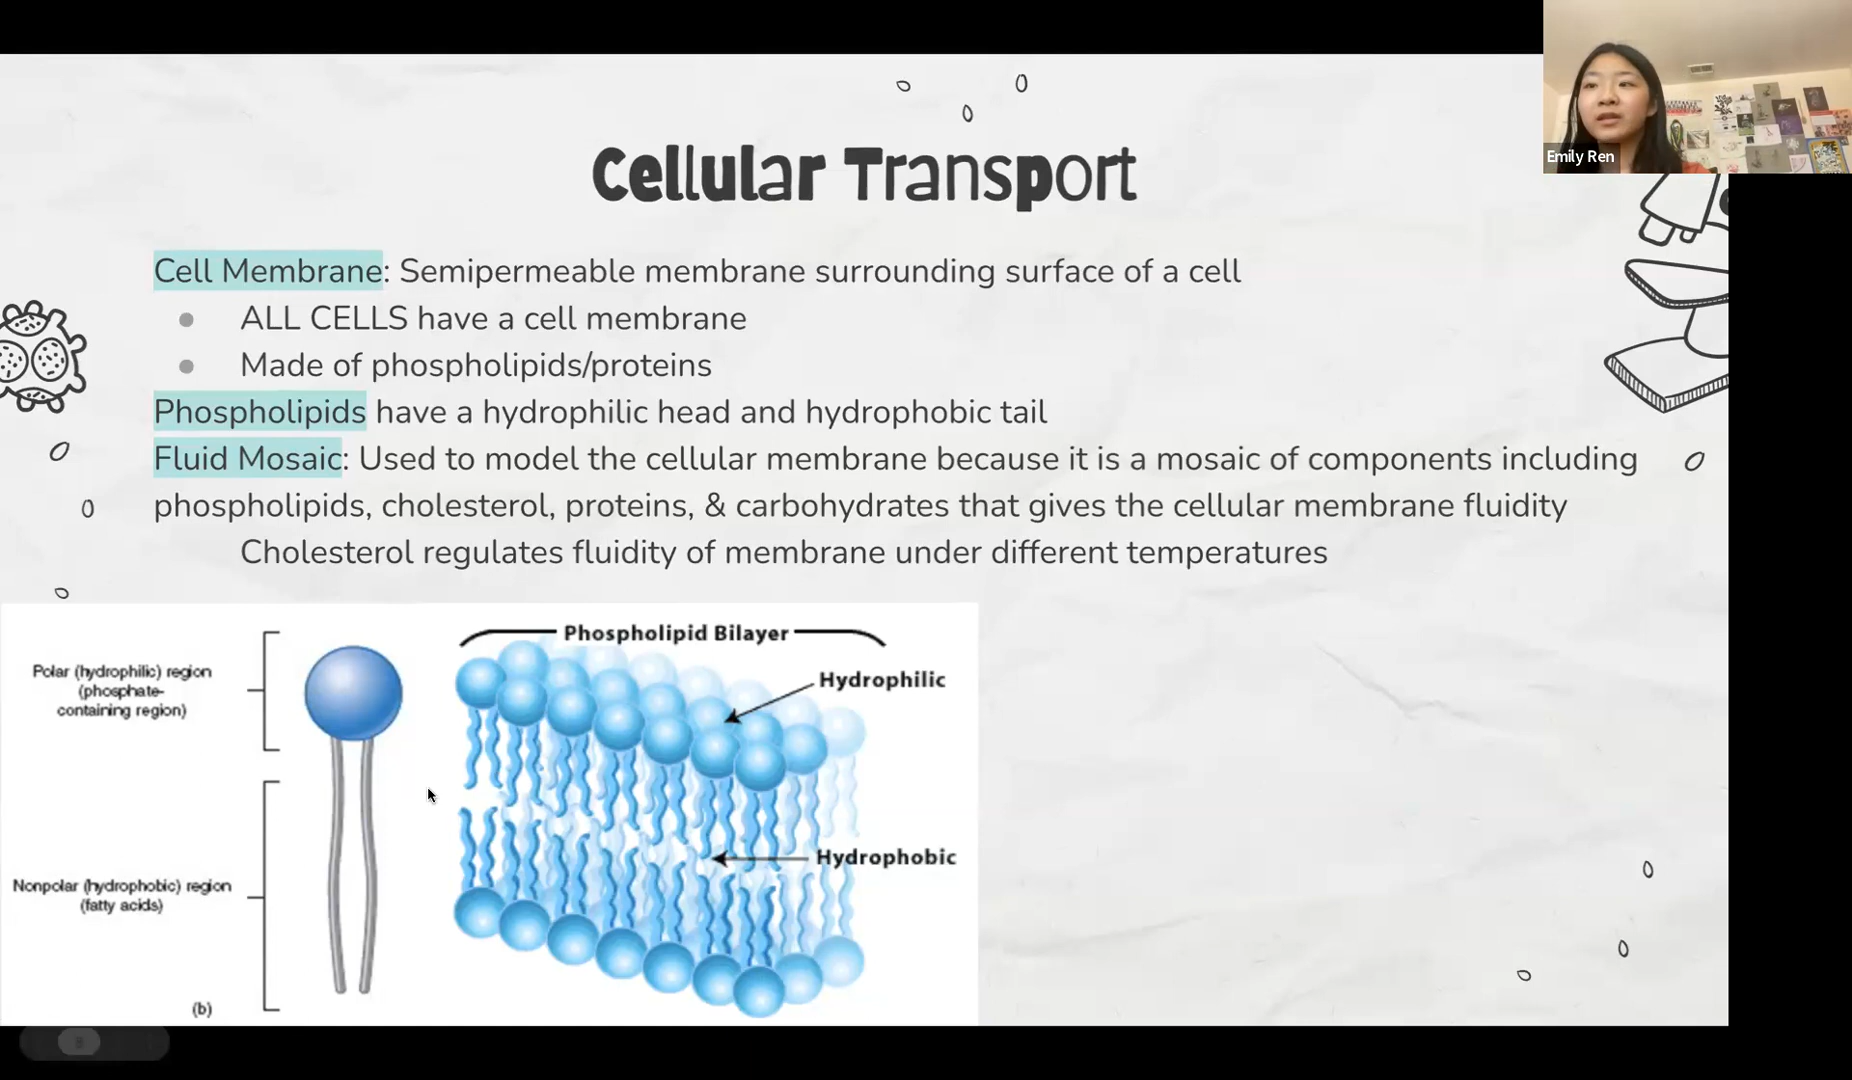 Emily Ren
Cellular Transport
Cell Membrane: Semipermeable membrane surrounding surface of a cell
ALL CELLS have a cell membrane
Made of phospholipids/proteins
Phospholipids have a hydrophilic head and hydrophobic tail
Fluid Mosaic: Used to model the cellular membrane because it is a mosaic of components including
phospholipids, cholesterol, proteins, & carbohydrates that gives the cellular membrane fluidity
Cholesterol regulates fluidity of membrane under different temperatures
Polar (hydrophilic) region
(phosphate-
containing region)
Nonpolar (hydrophobic) region
(fatty acids)
(b)
Phospholipid Bilayer
Hydrophilic
Hydrophobic